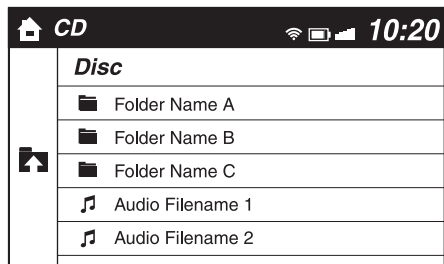 CD 10:20
Disc
Folder Name A
Folder Name B
Folder Name C
Audio Filename 1
Audio Filename 2